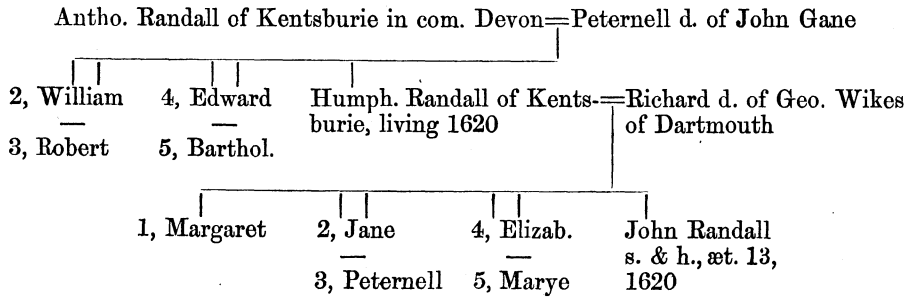 Antho. Randall of Kentsburie in com. Devon=Peternell d. of John Gane
2, William 4, Edward Humph. Randall of Kents-=Richard d. of Geo. Wikes
burie, living 1620 of Dartmouth
3, Robert 5, Barthol.
1, Margaret 2, Jane 4, Elizab. John Randall
s. & h., æt. 13,
3, Peternell 5, Marye 1620